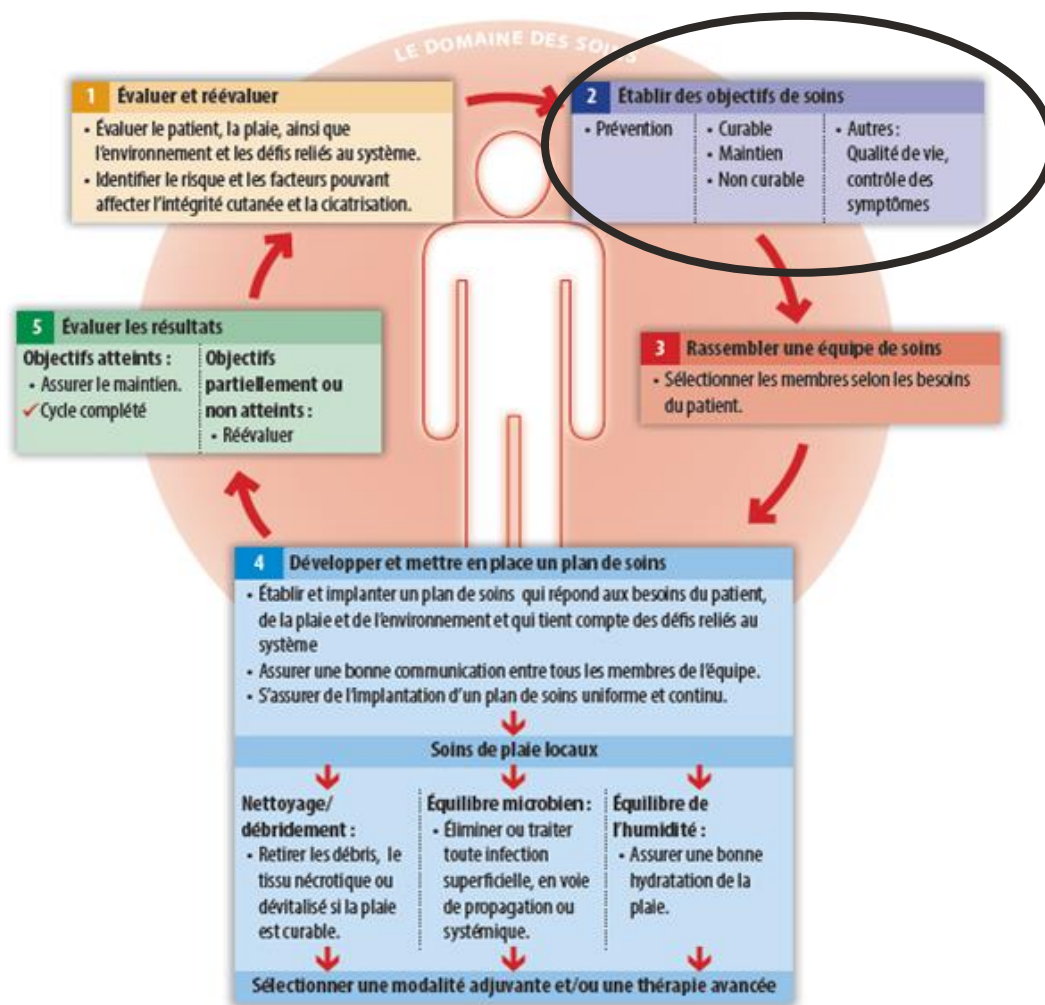 LE DOMAINE DES SOINS
1 Évaluer et réévaluer
• Évaluer le patient, la plaie, ainsi que
l'environnement et les défis reliés au système.
• Identifier le risque et les facteurs pouvant
affecter l'intégrité cutanée et la cicatrisation.
2 Établir des objectifs de soins
• Prévention
• Curable
• Maintien
• Non curable
• Autres :
Qualité de vie,
contrôle des
symptômes
3 Rassembler une équipe de soins
• Sélectionner les membres selon les besoins
du patient.
4 Développer et mettre en place un plan de soins
• Établir et implanter un plan de soins qui répond aux besoins du patient,
de la plaie et de l'environnement et qui tient compte des défis reliés au
système
• Assurer une bonne communication entre tous les membres de l'équipe.
• S'assurer de l'implantation d'un plan de soins uniforme et continu.
Soins de plaie locaux
Nettoyage/
débridement :
• Retirer les débris, le
tissu nécrotique ou
dévitalisé si la plaie
est curable.
Équilibre microbien :
• Éliminer ou traiter
toute infection
superficielle, en voie
de propagation ou
systémique.
Équilibre de
l'humidité :
• Assurer une bonne
hydratation de la
plaie.
Sélectionner une modalité adjuvante et/ou une thérapie avancée
5 Évaluer les résultats
Objectifs atteints :
• Assurer le maintien.
✓Cycle complété
Objectifs
partiellement ou
non atteints :
• Réévaluer